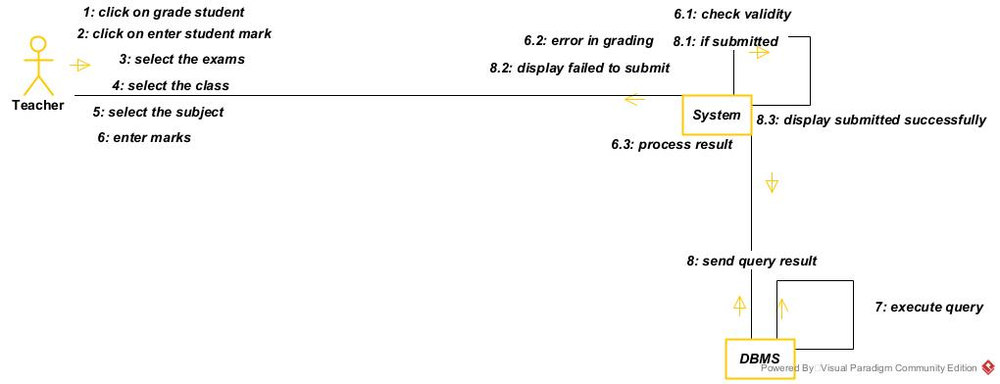 1: click on grade student
2: click on enter student mark
3: select the exams
4: select the class
5: select the subject
6: enter marks
Teacher
6.1: check validity
6.2: error in grading
8.1: if submitted
8.2: display failed to submit
System
8.3: display submitted successfully
6.3: process result
8: send query result
7: execute query
DBMS
Powered By Visual Paradigm Community Edition